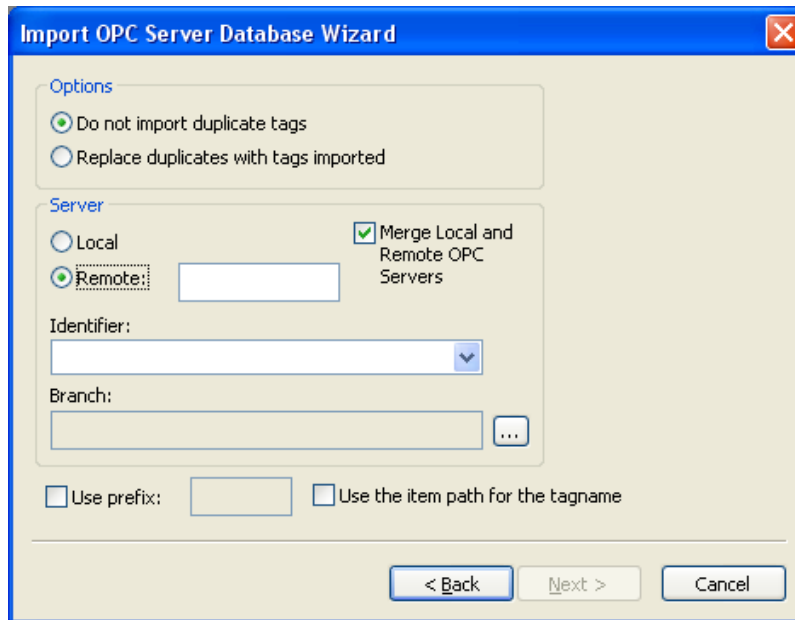 Import OPC Server Database Wizard
Options
Do not import duplicate tags
Replace duplicates with tags imported
Server
Local
Merge Local and
Remote OPC
Servers
Remote:
Identifier:
Branch:
...
Use prefix:
Use the item path for the tagname
< Back
Next >
Cancel